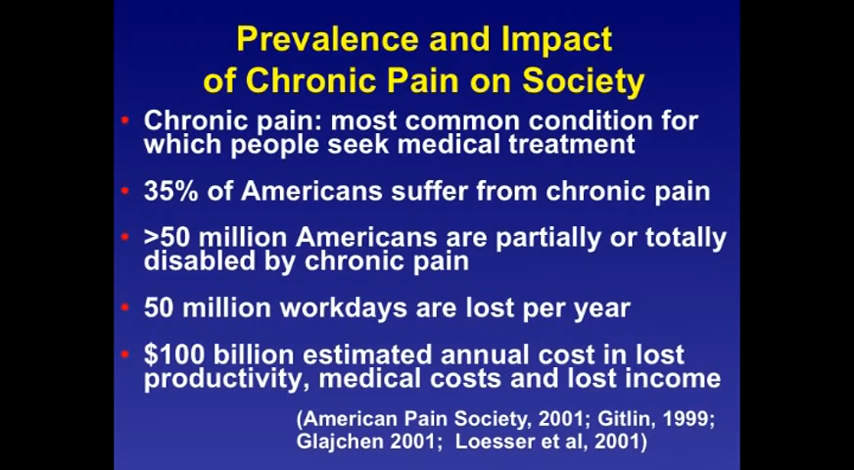 Prevalence and Impact
of Chronic Pain on Society
• Chronic pain: most common condition for
which people seek medical treatment
• 35% of Americans suffer from chronic pain
• >50 million Americans are partially or totally
disabled by chronic pain
• 50 million workdays are lost per year
• $100 billion estimated annual cost in lost
productivity, medical costs and lost income
(American Pain Society, 2001; Gitlin, 1999;
Glajchen 2001;  Loesser et al, 2001)